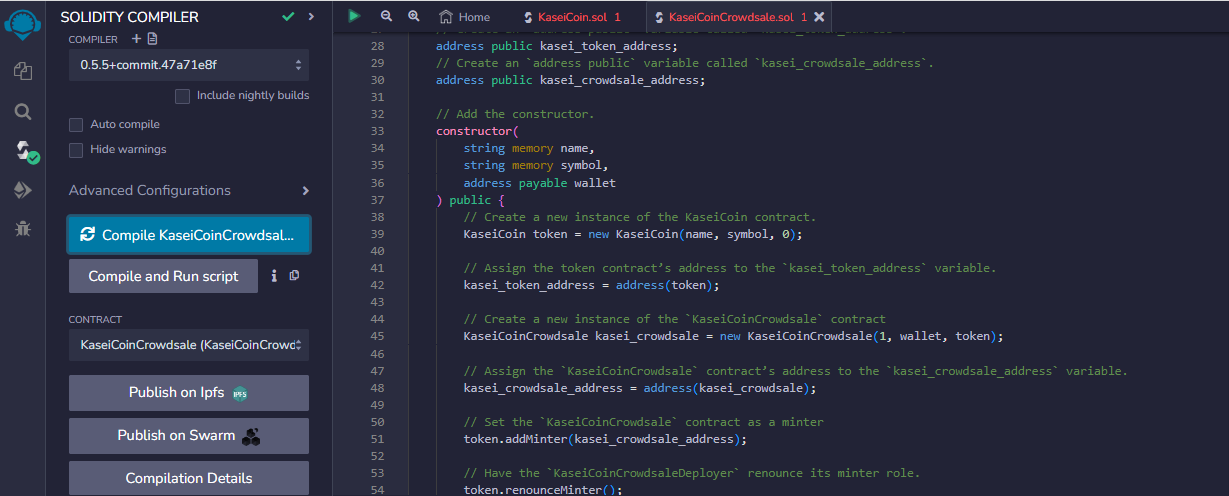 SOLIDITY COMPILER
COMPILER
0.5.5+commit.47a71e8f
Include nightly builds
Auto compile
Hide warnings
Advanced Configurations
Compile KaseiCoinCrowdsal...
Compile and Run script
CONTRACT
KaseiCoinCrowdsale (KaseiCoinCrowd
Publish on Ipfs
IPFS
Publish on Swarm
Compilation Details
Home
KaseiCoin.sol 1
KaseiCoinCrowdsale.sol 1
28 address public kasei_token_address;
29 // Create an `address public` variable called `kasei_crowdsale_address`.
30 address public kasei_crowdsale_address;
31
32 // Add the constructor.
33 constructor(
34 string memory name,
35 string memory symbol,
36 address payable wallet
37 ) public {
38 // Create a new instance of the KaseiCoin contract.
39 KaseiCoin token = new KaseiCoin(name, symbol, 0);
40
41 // Assign the token contract’s address to the `kasei_token_address` variable.
42 kasei_token_address = address(token);
43
44 // Create a new instance of the `KaseiCoinCrowdsale` contract
45 KaseiCoinCrowdsale kasei_crowdsale = new KaseiCoinCrowdsale(1, wallet, token);
46
47 // Assign the `KaseiCoinCrowdsale` contract’s address to the `kasei_crowdsale_address` variable.
48 kasei_crowdsale_address = address(kasei_crowdsale);
49
50 // Set the `KaseiCoinCrowdsale` contract as a minter
51 token.addMinter(kasei_crowdsale_address);
52
53 // Have the `KaseiCoinCrowdsaleDeployer` renounce its minter role.
54 token.renounceMinter();